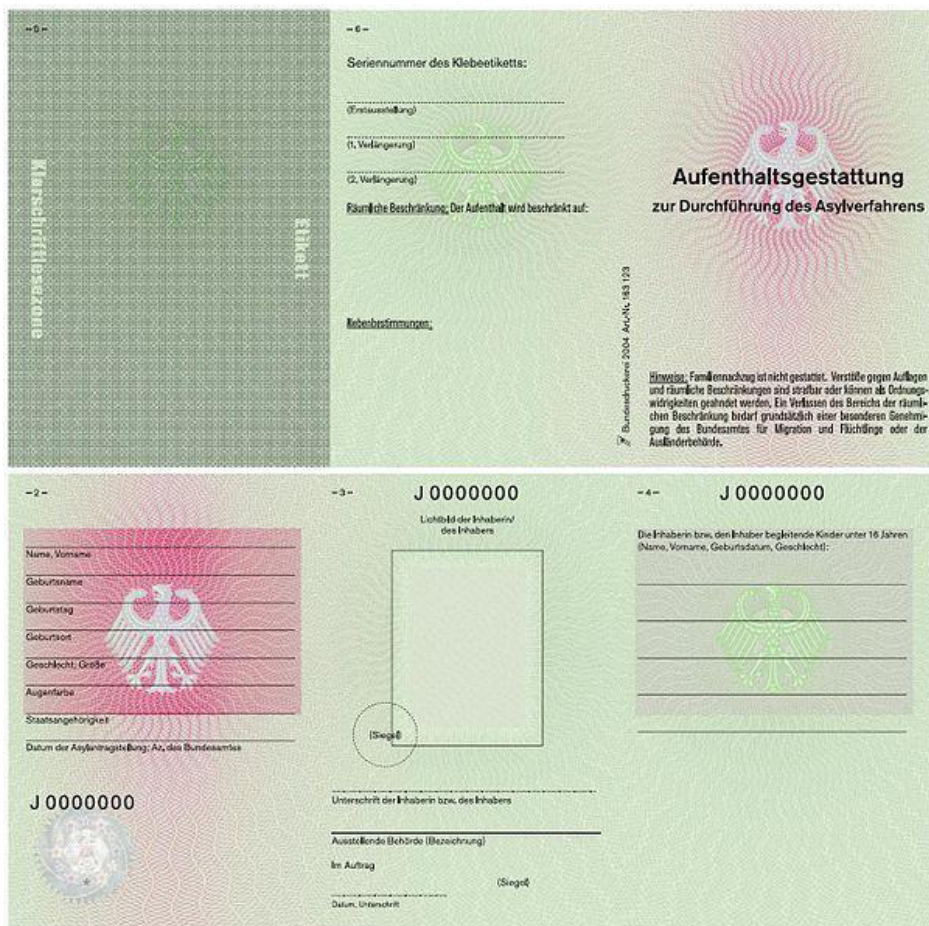 -5-
Klarschriftlesezone
Etikett
-6-
Seriennummer des Klebeetiketts:
(Erstausstellung)
(1. Verlängerung)
(2. Verlängerung)
Räumliche Beschränkung: Der Aufenthalt wird beschränkt auf:
Nebenbestimmungen:
Bundesdruckerei 2004 Art.-Nr. 163 123
Aufenthaltsgestattung
zur Durchführung des Asylverfahrens
Hinweise: Familiennachzug ist nicht gestattet. Verstöße gegen Auflagen
und räumliche Beschränkungen sind strafbar oder können als Ordnungs-
widrigkeiten geahndet werden. Ein Verlassen des Bereichs der räumli-
chen Beschränkung bedarf grundsätzlich einer besonderen Genehmi-
gung des Bundesamtes für Migration und Flüchtlinge oder der
Ausländerbehörde.
-2-
Name, Vorname
Geburtsname
Geburtstag
Geburtsort
Geschlecht, Größe
Augenfarbe
Staatsangehörigkeit
Datum der Asylantragstellung; Az. des Bundesamtes
J 0000000
-3-
J 0000000
Lichtbild der Inhaberin/
des Inhabers
(Siegel)
Unterschrift der Inhaberin bzw. des Inhabers
Ausstellende Behörde (Bezeichnung)
Im Auftrag
(Siegel)
Datum, Unterschrift
-4-
J 0000000
Die Inhaberin bzw. den Inhaber begleitende Kinder unter 16 Jahren
(Name, Vorname, Geburtsdatum, Geschlecht):